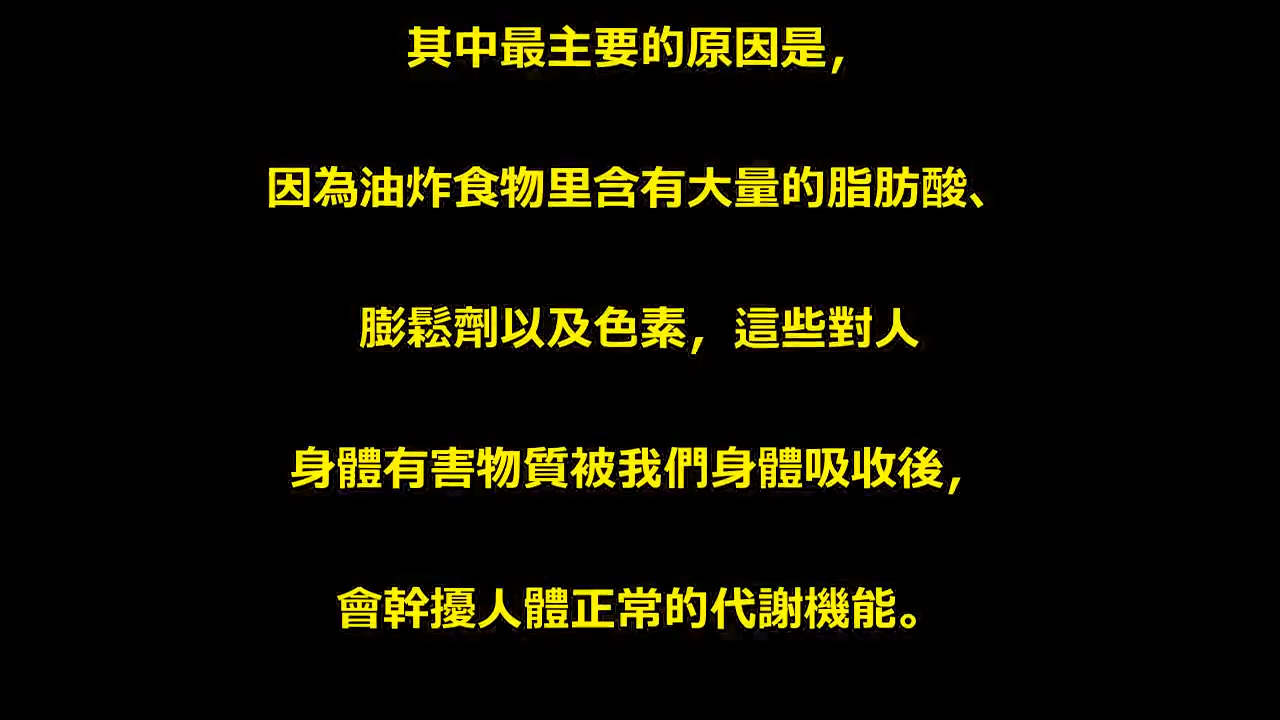 其中最主要的原因是，
因為油炸食物里含有大量的脂肪酸、
膨鬆劑以及色素，這些對人
身體有害物質被我們身體吸收後，
會幹擾人體正常的代謝機能。